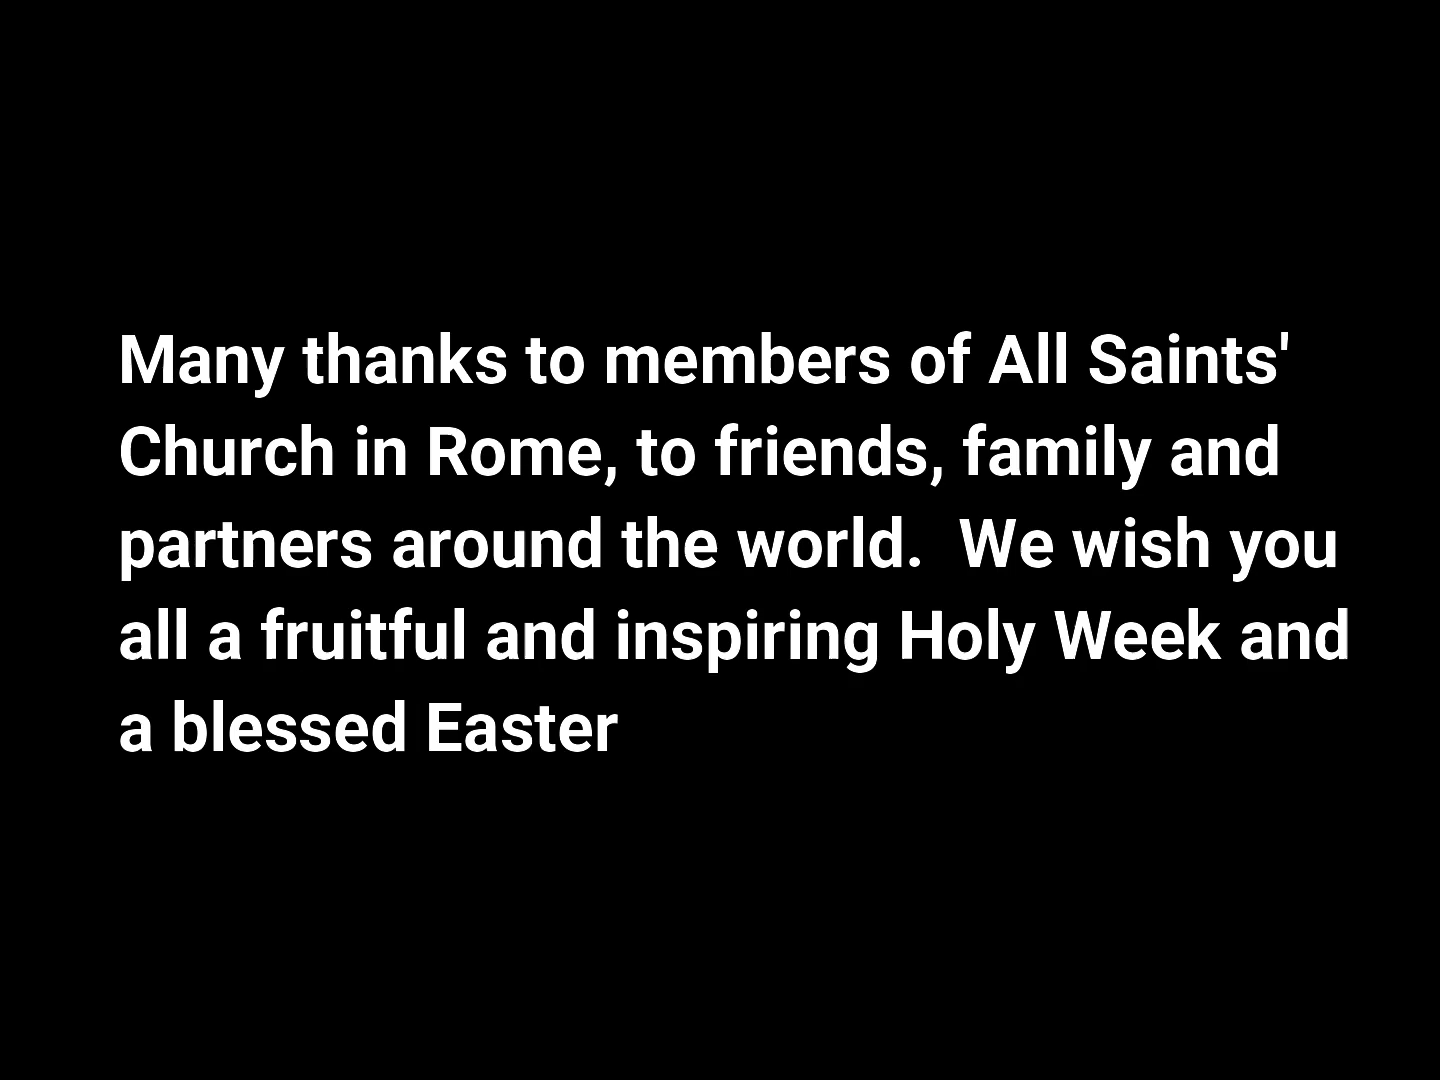 Many thanks to members of All Saints'
Church in Rome, to friends, family and
partners around the world.  We wish you
all a fruitful and inspiring Holy Week and
a blessed Easter